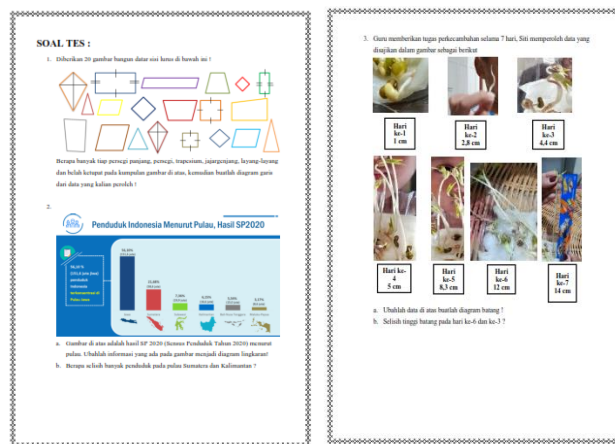 SOAL TES :
1. Diberikan 20 gambar bangun datar sisi lurus di bawah ini !
Berapa banyak tiap persegi panjang, persegi, trapesium, jajargenjang, layang-layang
dan belah ketupat pada kumpulan gambar di atas, kemudian buatlah diagram garis
dari data yang kalian peroleh !
2.
Penduduk Indonesia Menurut Pulau, Hasil SP2020
a. Gambar di atas adalah hasil SP 2020 (Sensus Penduduk Tahun 2020) menurut
pulau. Ubahlah informasi yang ada pada gambar menjadi diagram lingkaran!
b. Berapa selisih banyak penduduk pada pulau Sumatera dan Kalimantan ?
3. Guru memberikan tugas perkecambahan selama 7 hari, Siti memperoleh data yang
disajikan dalam gambar sebagai berikut
Hari
ke-1
1 cm
Hari
ke-2
2,8 cm
Hari
ke-3
4,4 cm
Hari ke-
4
5 cm
Hari
ke-5
8,3 cm
Hari
ke-6
12 cm
Hari
ke-7
14 cm
a. Ubahlah data di atas buatlah diagram batang !
b. Selisih tinggi batang pada hari ke-6 dan ke-3 ?